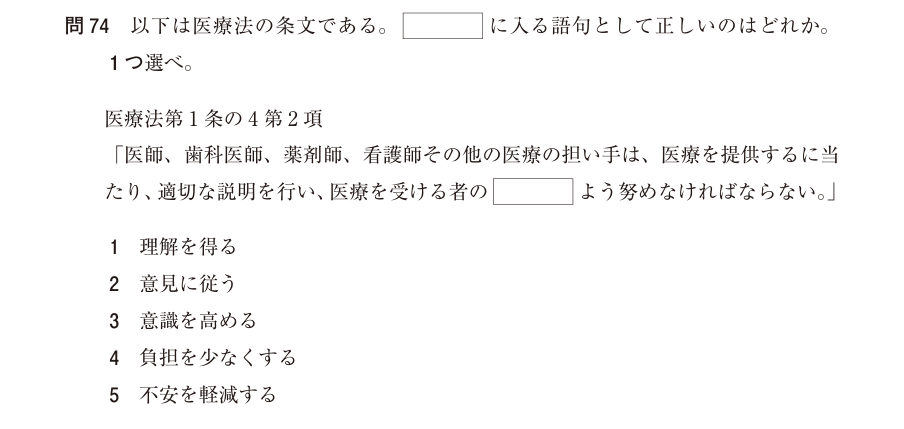 問74 以下は医療法の条文である。 に入る語句として正しいのはどれか。
1つ選べ。
医療法第1条の4第2項
「医師、歯科医師、薬剤師、看護師その他の医療の担い手は、医療を提供するに当
たり、適切な説明を行い、医療を受ける者の よう努めなければならない。」
1 理解を得る
2 意見に従う
3 意識を高める
4 負担を少なくする
5 不安を軽減する